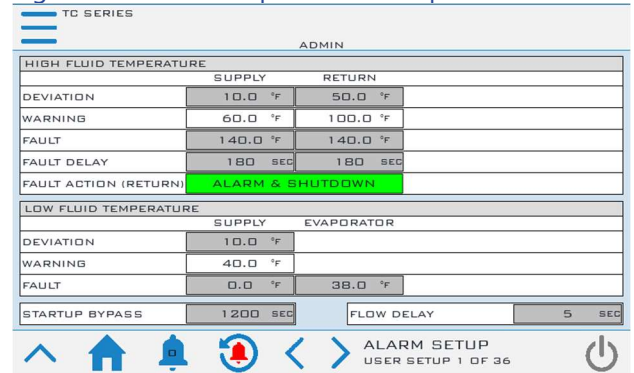 TC SERIES
ADMIN
HIGH FLUID TEMPERATURE
SUPPLY RETURN
DEVIATION 10.0 °F 50.0 °F
WARNING 60.0 °F 100.0 °F
FAULT 140.0 °F 140.0 °F
FAULT DELAY 180 SEC 180 SEC
FAULT ACTION (RETURN) ALARM & SHUTDOWN
LOW FLUID TEMPERATURE
SUPPLY EVAPORATOR
DEVIATION 10.0 °F
WARNING 40.0 °F
FAULT 0.0 °F 38.0 °F
STARTUP BYPASS 1200 SEC FLOW DELAY 5 SEC
0
ALARM SETUP
USER SETUP 1 OF 36